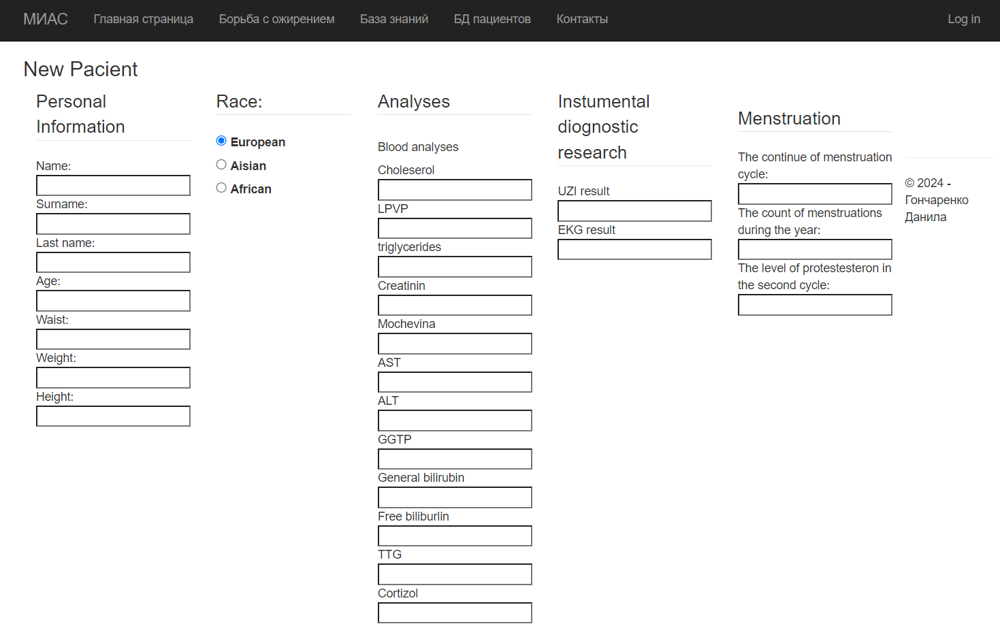 МИАС Главная страница Борьба с ожирением База знаний БД пациентов Контакты Log in
New Pacient
Personal
Information
Name:
Surname:
Last name:
Age:
Waist:
Weight:
Height:
Race:
European
Aisian
African
Analyses
Blood analyses
Choleserol
LPVP
triglycerides
Creatinin
Mochevina
AST
ALT
GGTP
General bilirubin
Free biliburlin
TTG
Cortizol
Instumental
diognostic
research
UZI result
EKG result
Menstruation
The continue of menstruation
cycle:
The count of menstruations
during the year:
The level of protestesteron in
the second cycle:
© 2024 -
Гончаренко
Данила